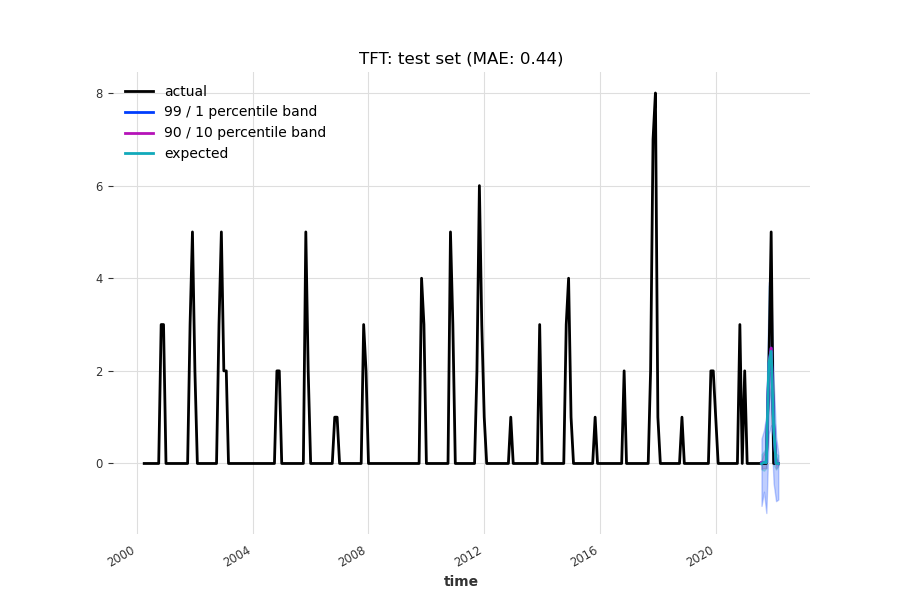 TFT: test set (MAE: 0.44)
actual
99 / 1 percentile band
90 / 10 percentile band
expected
8
6
4
2
0
2000
2004
2008
2012
2016
2020
time